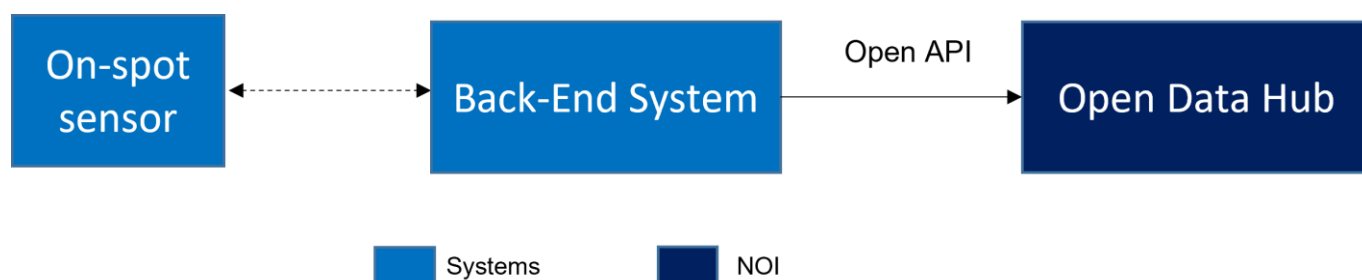 On-spot
sensor
Back-End System
Open API
Open Data Hub
Systems
NOI